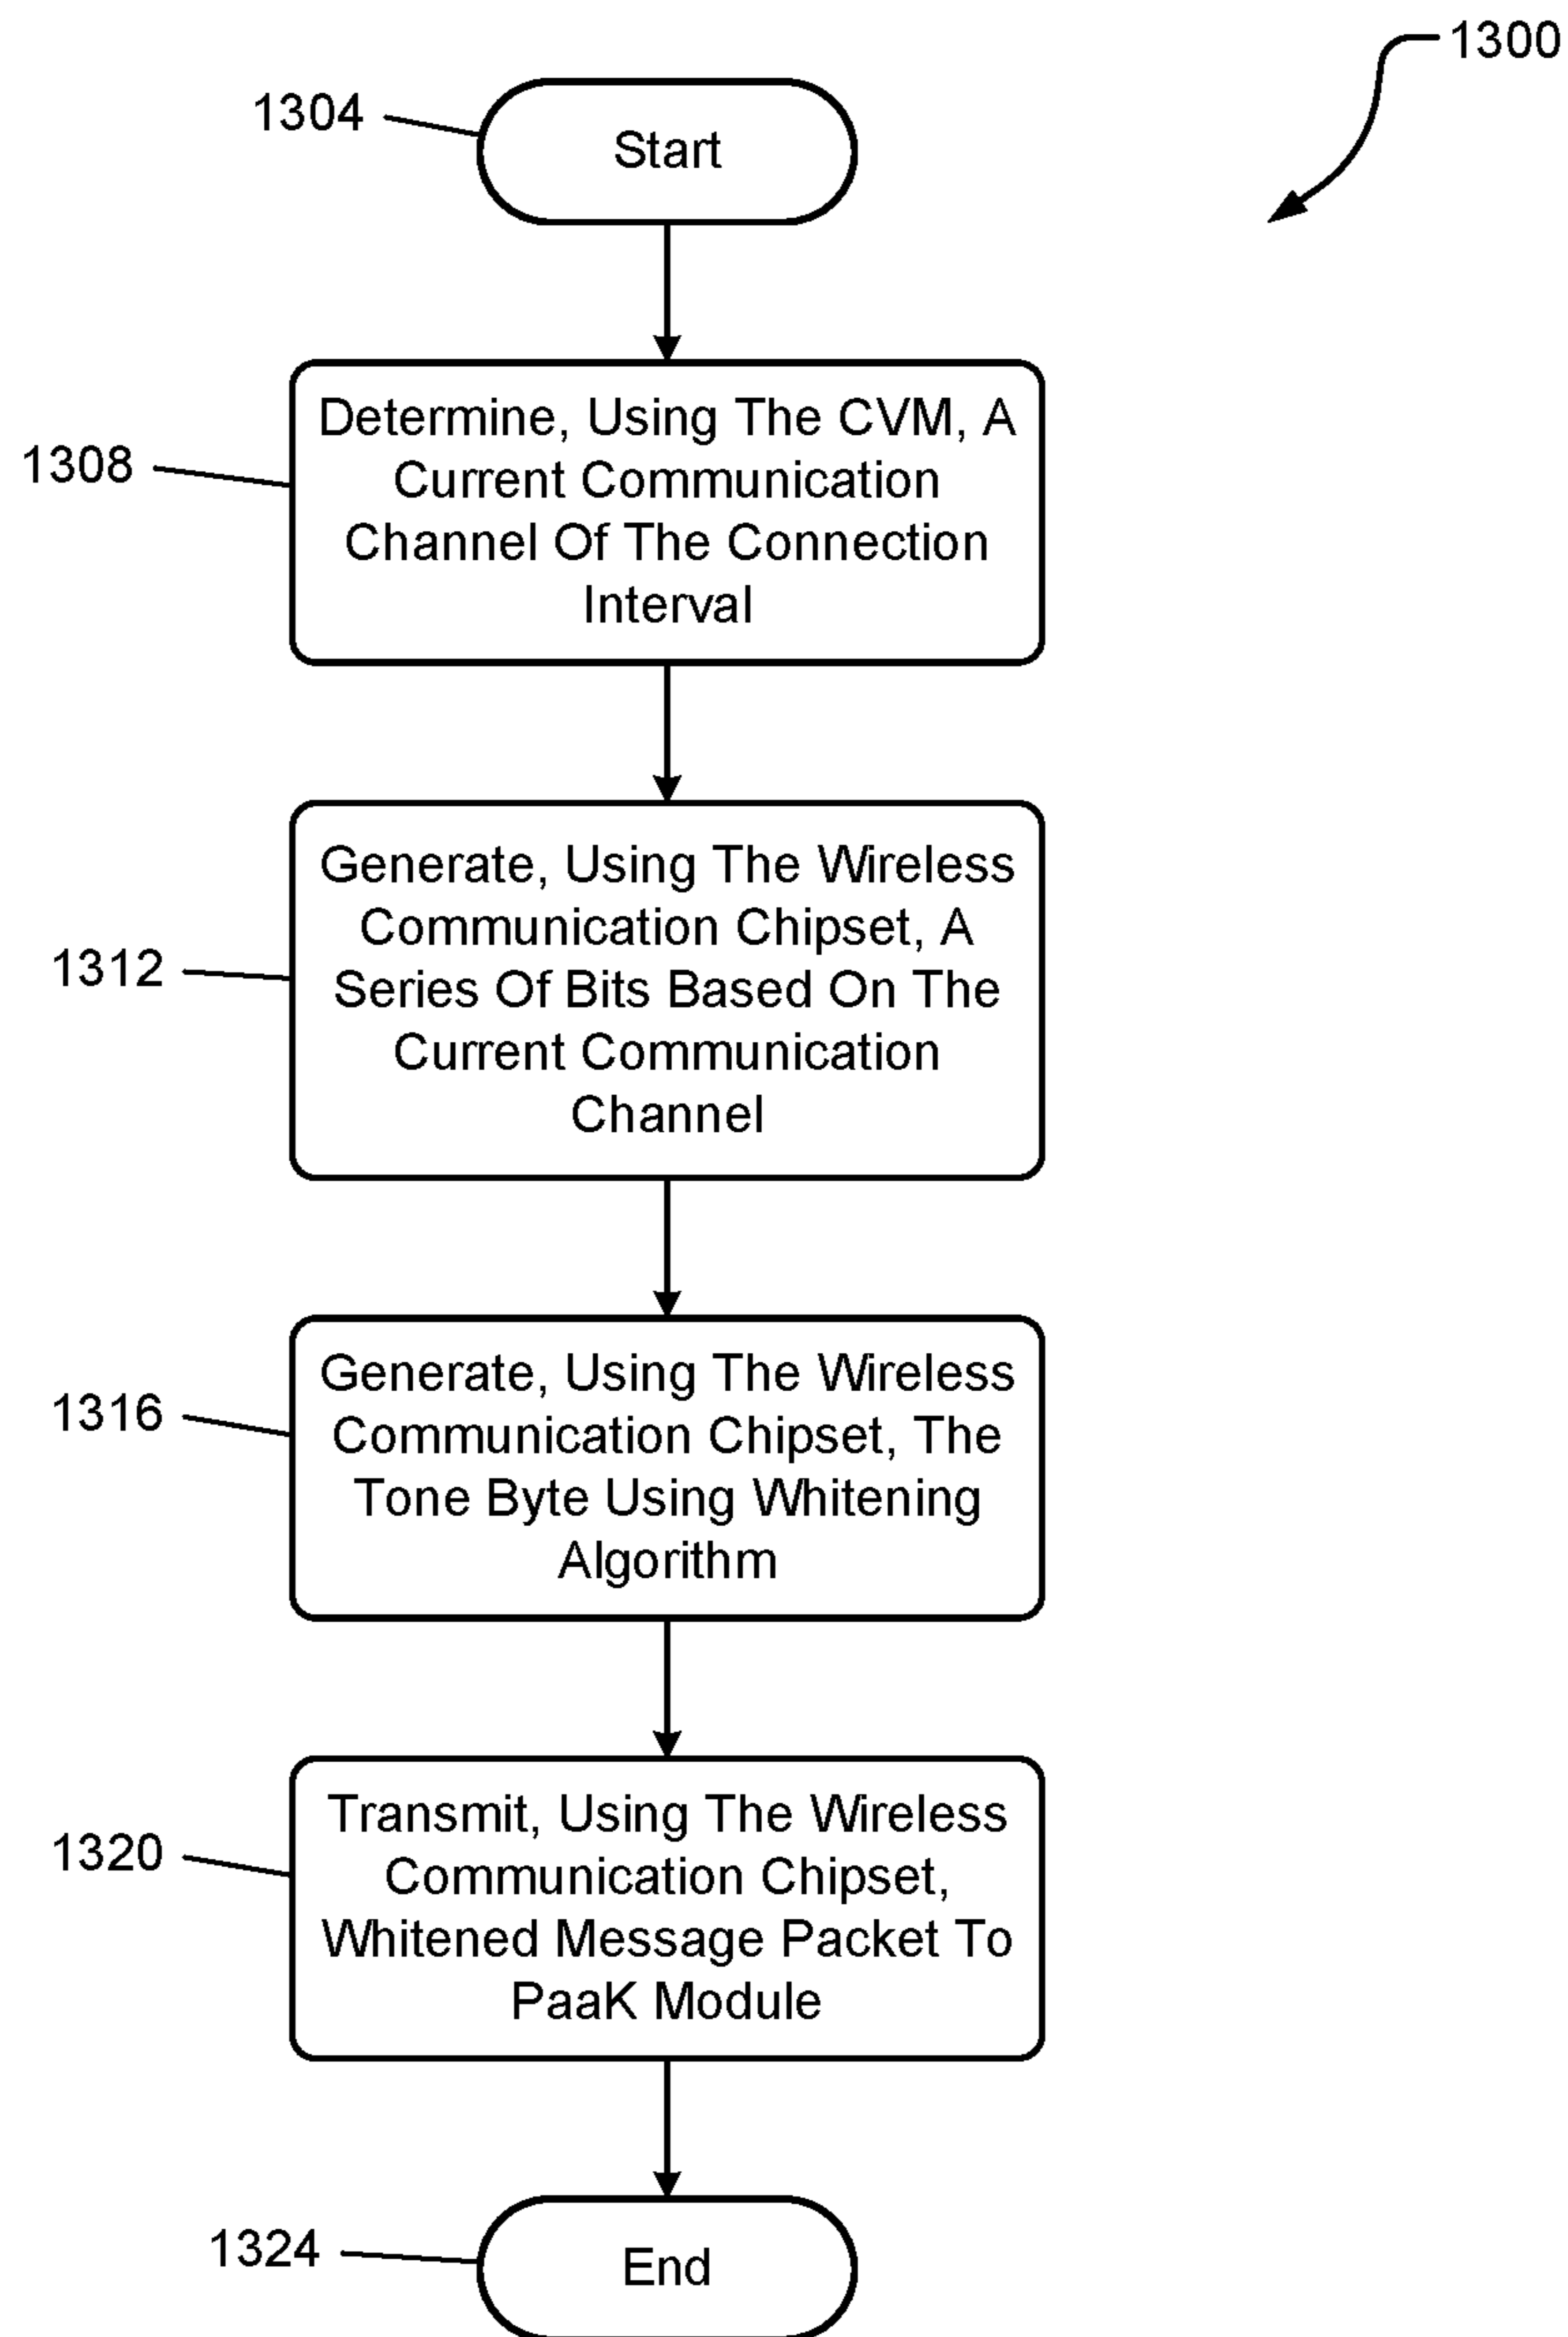 1300
1304
Start
1308
Determine, Using The CVM, A
Current Communication
Channel Of The Connection
Interval
1312
Generate, Using The Wireless
Communication Chipset, A
Series Of Bits Based On The
Current Communication
Channel
1316
Generate, Using The Wireless
Communication Chipset, The
Tone Byte Using Whitening
Algorithm
1320
Transmit, Using The Wireless
Communication Chipset,
Whitened Message Packet To
PaaK Module
1324
End